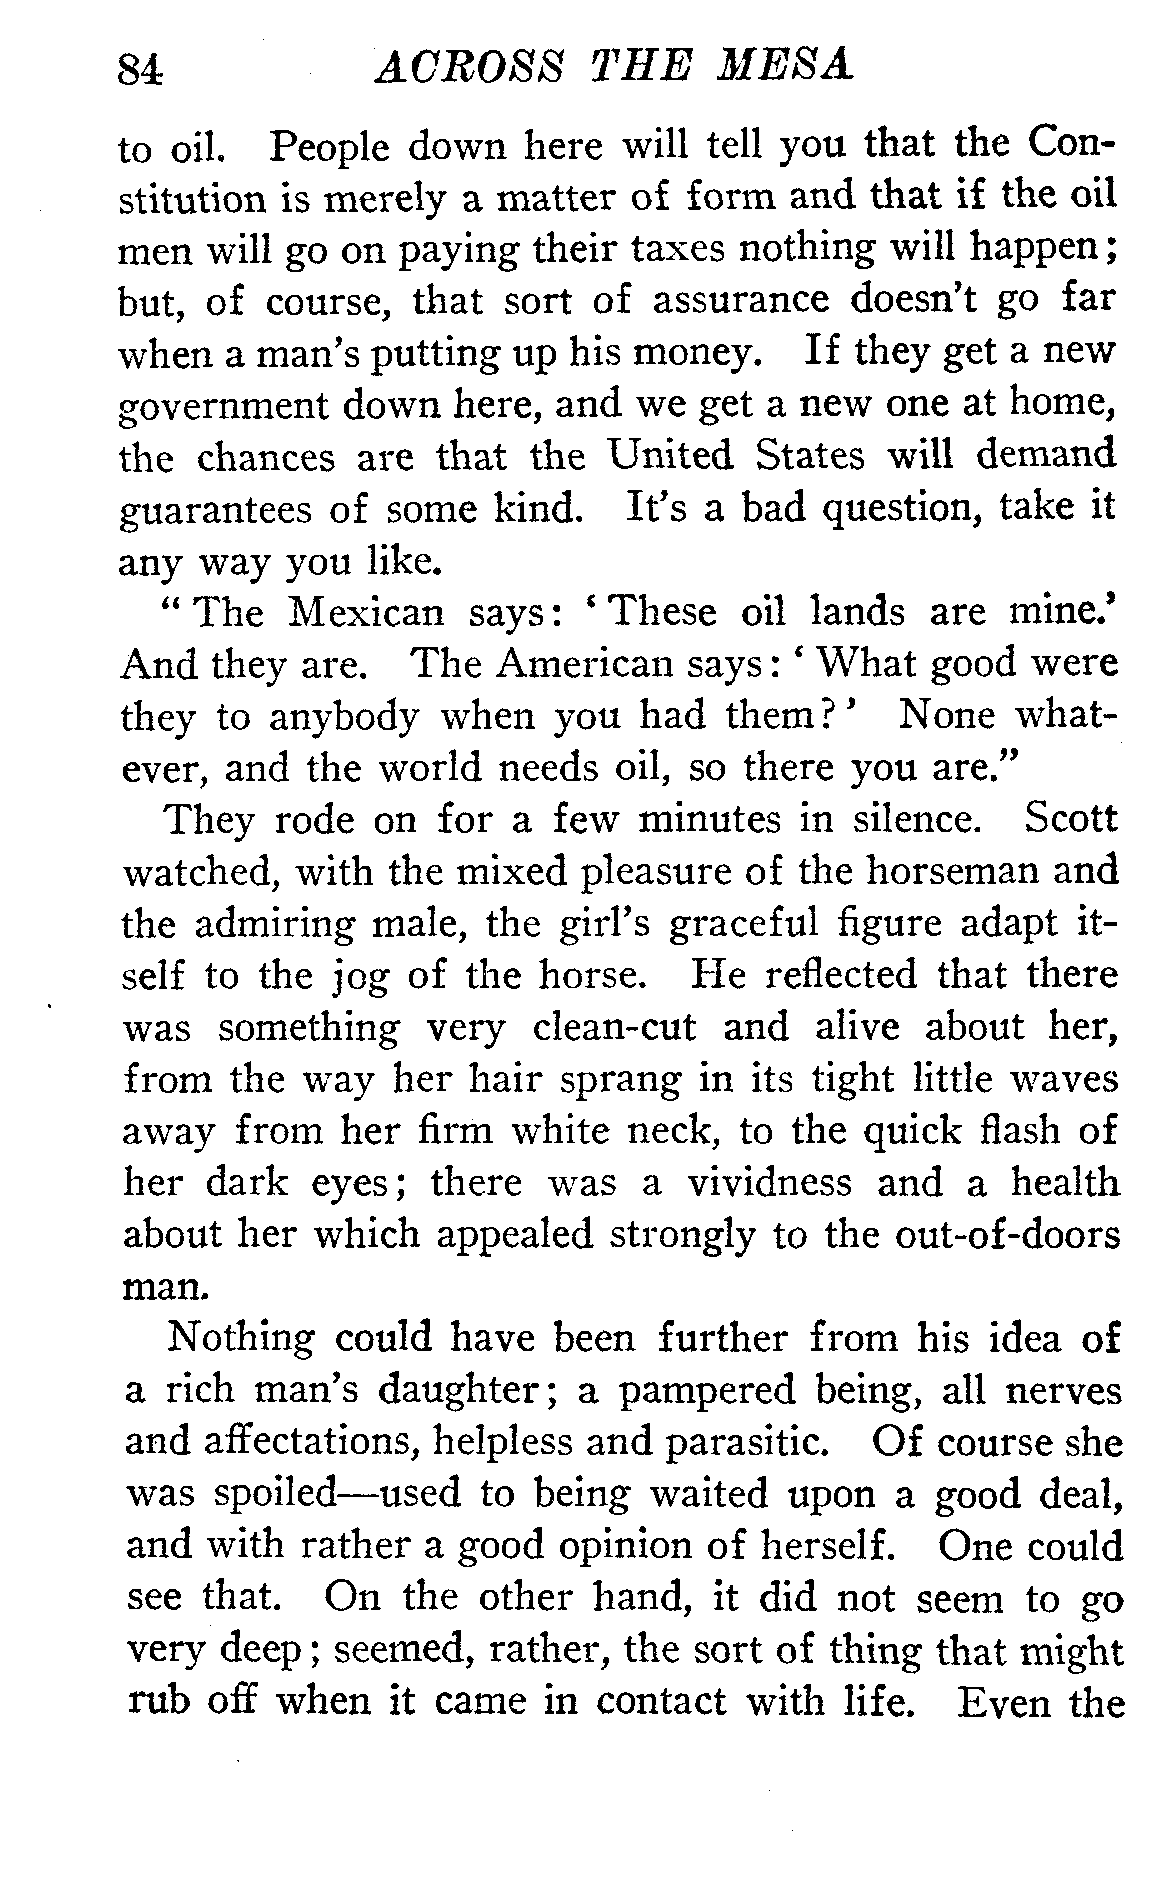 84 ACROSS THE MESA
to oil. People down here will tell you that the Con-
stitution is merely a matter of form and that if the oil
men will go on paying their taxes nothing will happen;
but, of course, that sort of assurance doesn't go far
when a man's putting up his money. If they get a new
government down here, and we get a new one at home,
the chances are that the United States will demand
guarantees of some kind. It's a bad question, take it
any way you like.
"The Mexican says: 'These oil lands are mine.'
And they are. The American says: 'What good were
they to anybody when you had them?' None what-
ever, and the world needs oil, so there you are."
They rode on for a few minutes in silence. Scott
watched, with the mixed pleasure of the horseman and
the admiring male, the girl's graceful figure adapt it-
self to the jog of the horse. He reflected that there
was something very clean-cut and alive about her,
from the way her hair sprang in its tight little waves
away from her firm white neck, to the quick flash of
her dark eyes; there was a vividness and a health
about her which appealed strongly to the out-of-doors
man.
Nothing could have been further from his idea of
a rich man's daughter; a pampered being, all nerves
and affectations, helpless and parasitic. Of course she
was spoiled—used to being waited upon a good deal,
and with rather a good opinion of herself. One could
see that. On the other hand, it did not seem to go
very deep; seemed, rather, the sort of thing that might
rub off when it came in contact with life. Even the